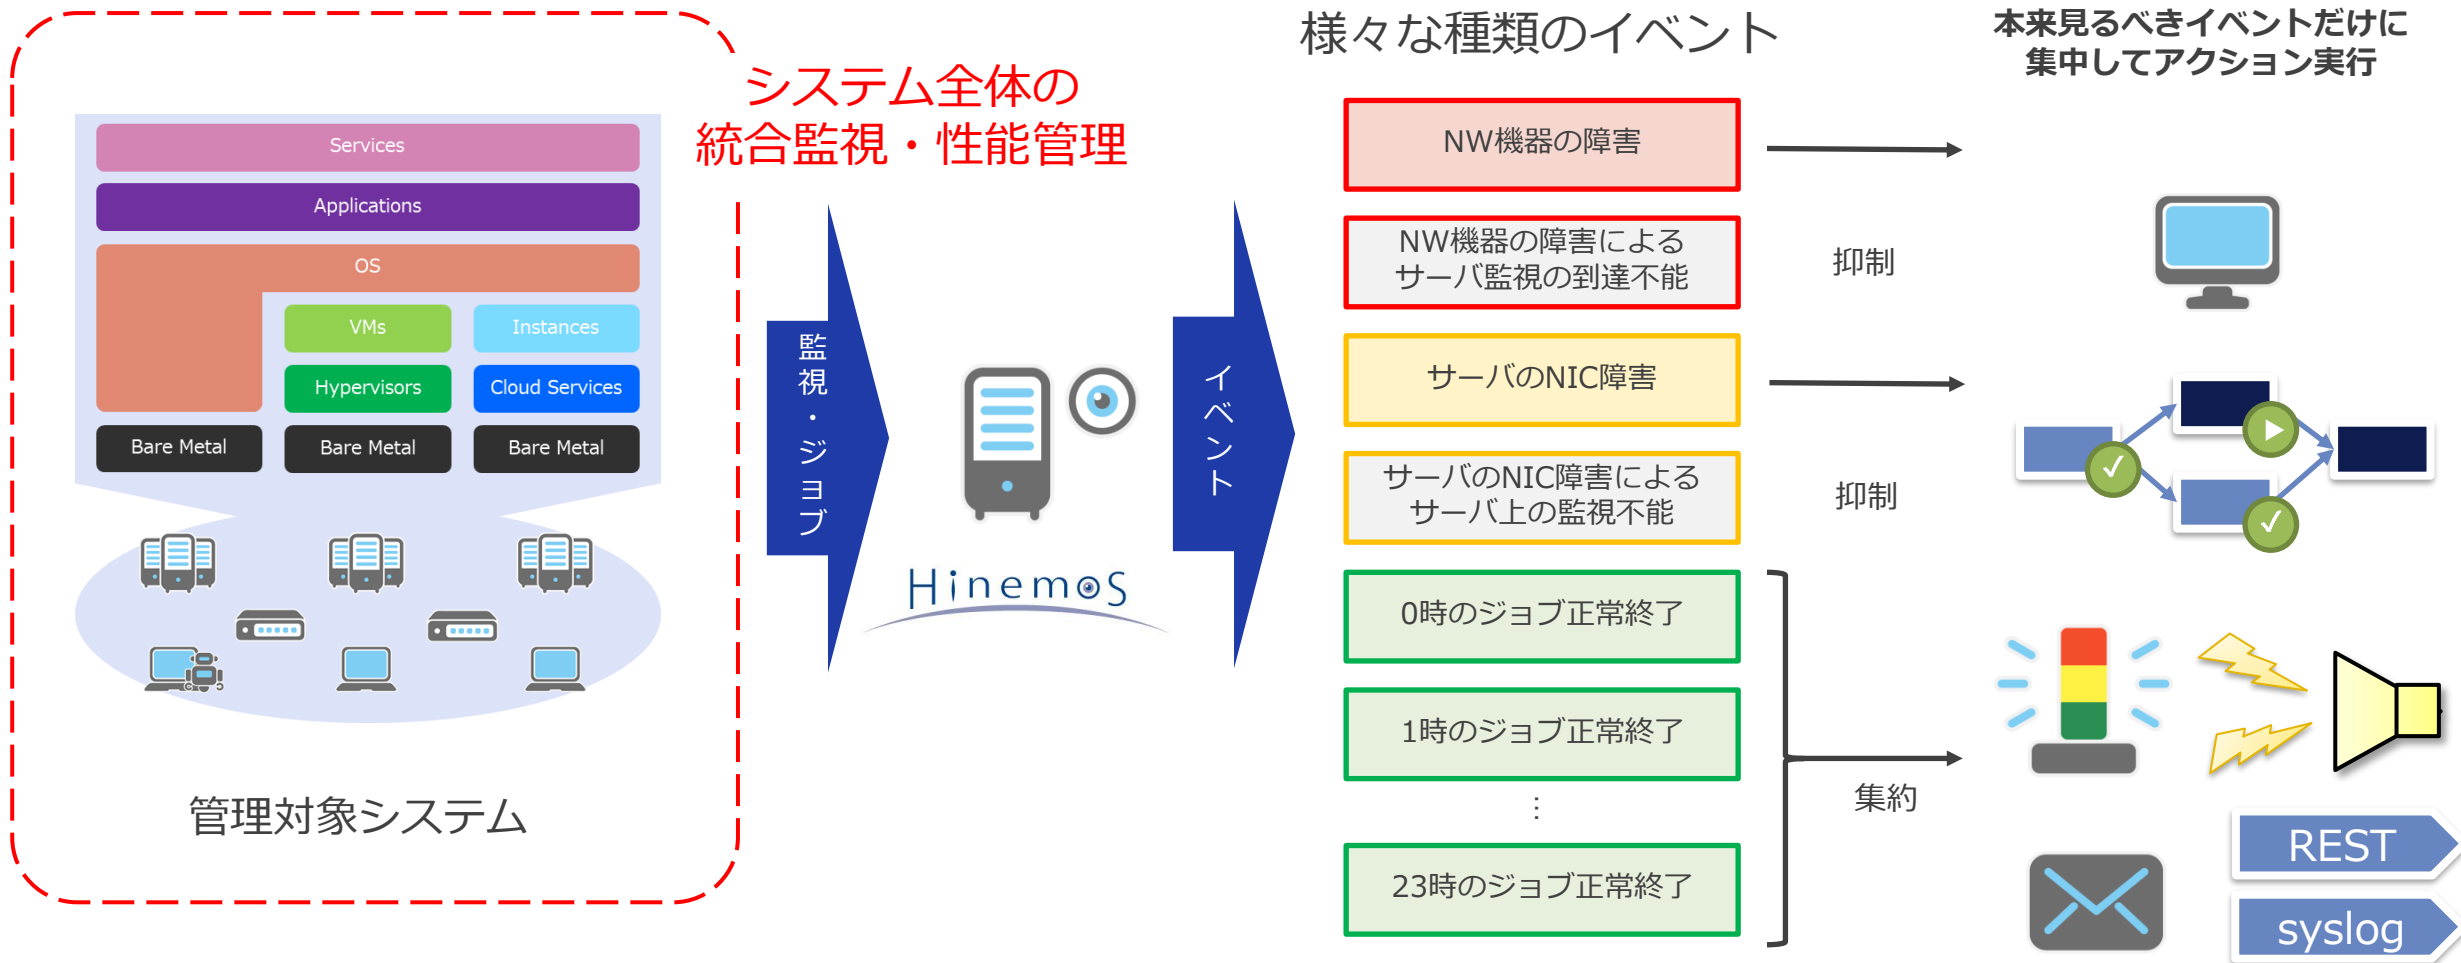 様々な種類のイベント
本来見るべきイベントだけに
集中してアクション実行
システム全体の
統合監視・性能管理
Services
Applications
OS
VMs
Instances
Hypervisors
Cloud Services
Bare Metal
Bare Metal
Bare Metal
管理対象システム
監視・ジョブ
Hinemos
イベント
NW機器の障害
NW機器の障害による
サーバ監視の到達不能
抑制
サーバのNIC障害
サーバのNIC障害による
サーバ上の監視不能
抑制
0時のジョブ正常終了
1時のジョブ正常終了
⋮
23時のジョブ正常終了
集約
REST
syslog